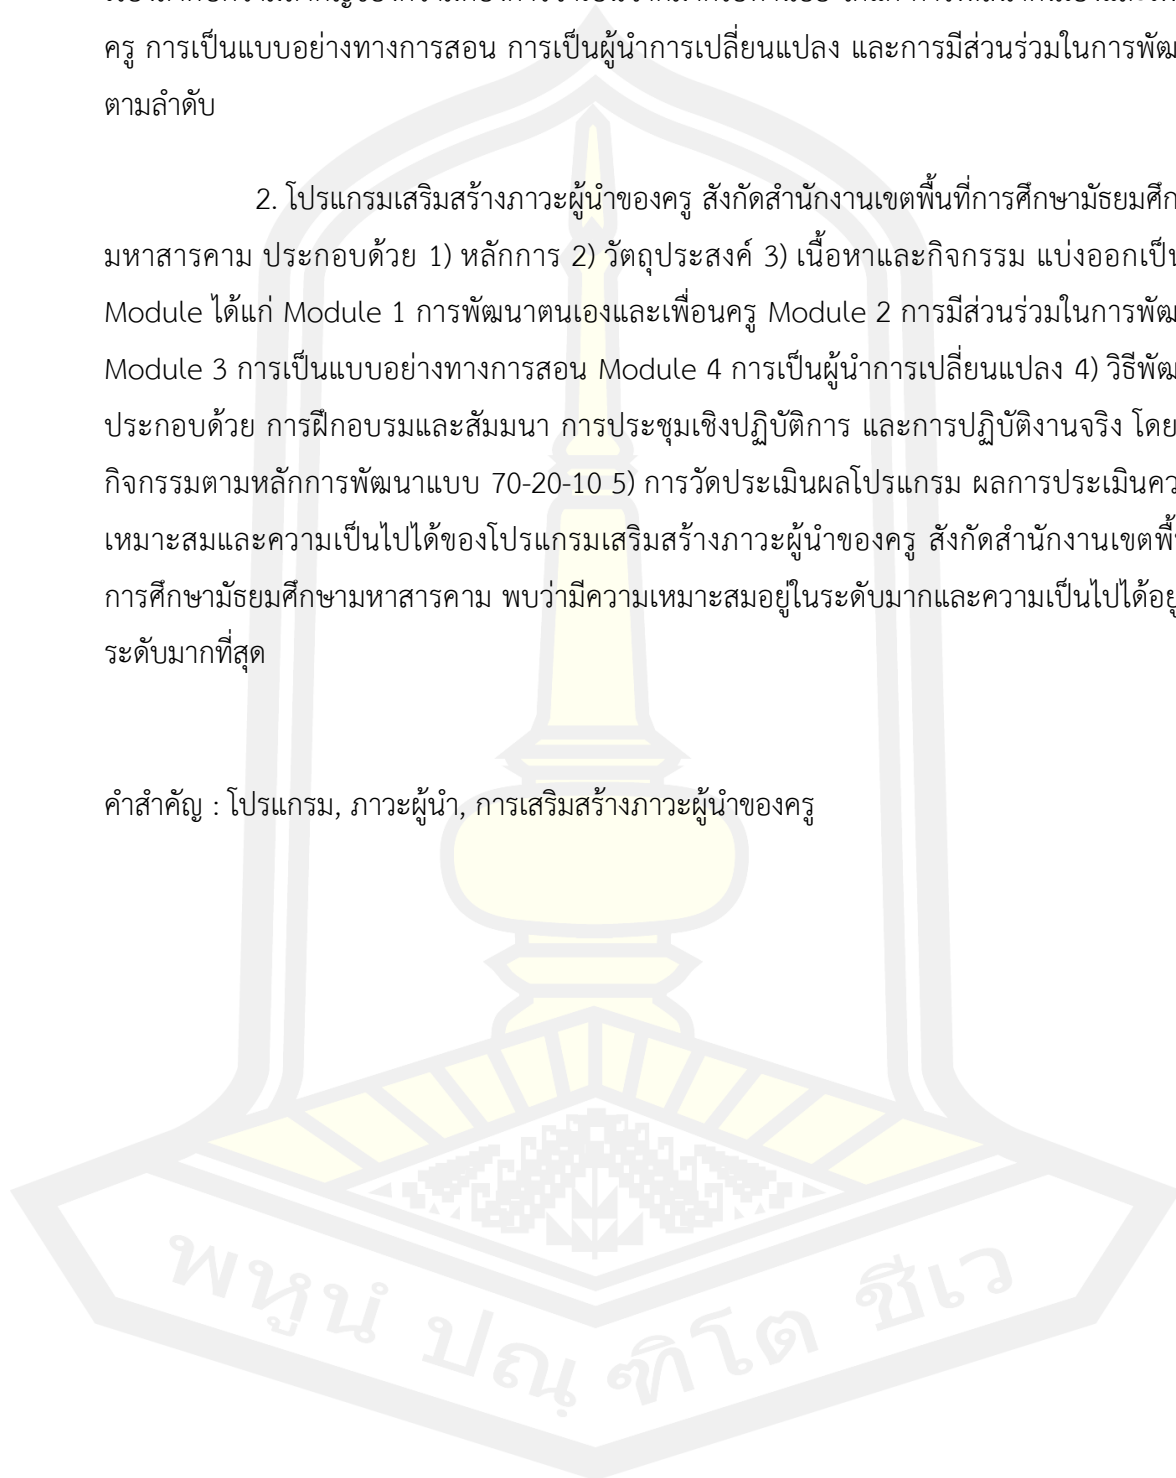 ครู การเป็นแบบอย่างทางการสอน การเป็นผู้นำการเปลี่ยนแปลง และการมีส่วนร่วมในการพัฒ
ตามลำดับ
2. โปรแกรมเสริมสร้างภาวะผู้นำของครู สังกัดสำนักงานเขตพื้นที่การศึกษามัธยมศึก
มหาสารคาม ประกอบด้วย 1) หลักการ 2) วัตถุประสงค์ 3) เนื้อหาและกิจกรรม แบ่งออกเป็
Module ได้แก่ Module 1 การพัฒนาตนเองและเพื่อนครู Module 2 การมีส่วนร่วมในการพัฒ
Module 3 การเป็นแบบอย่างทางการสอน Module 4 การเป็นผู้นำการเปลี่ยนแปลง 4) วิธีพัฒ
ประกอบด้วย การฝึกอบรมและสัมมนา การประชุมเชิงปฏิบัติการ และการปฏิบัติงานจริง โดย
กิจกรรมตามหลักการพัฒนาแบบ 70-20-10 5) การวัดประเมินผลโปรแกรม ผลการประเมินคว
เหมาะสมและความเป็นไปได้ของโปรแกรมเสริมสร้างภาวะผู้นำของครู สังกัดสำนักงานเขตพื้
การศึกษามัธยมศึกษามหาสารคาม พบว่ามีความเหมาะสมอยู่ในระดับมากและความเป็นไปได้อยู่
ระดับมากที่สุด
คำสำคัญ : โปรแกรม, ภาวะผู้นำ, การเสริมสร้างภาวะผู้นำของครู
พหูนํ ปณฺฑิโต ชีเว